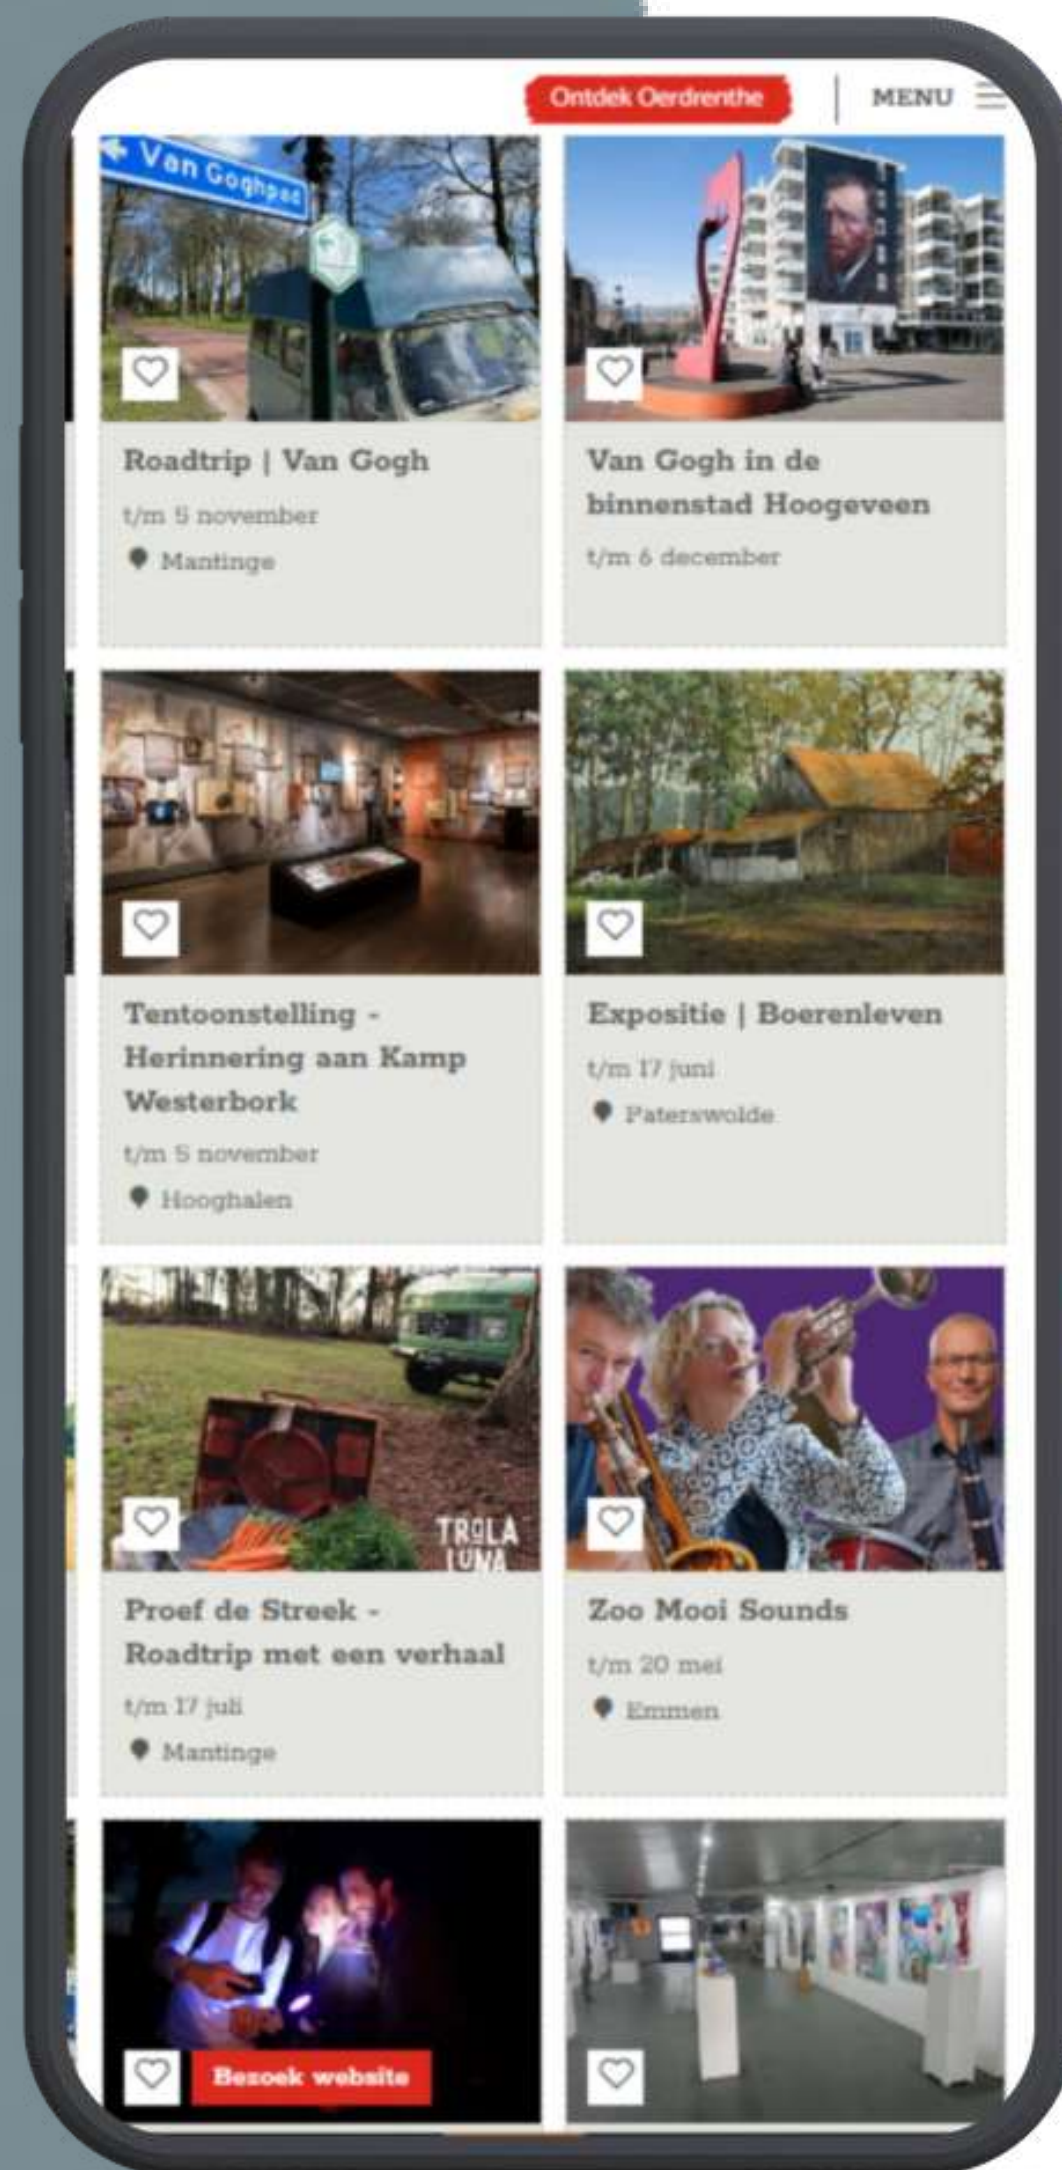 Ontdek Oerdrenthe
MENU
Van Goghpad
Roadtrip | Van Gogh
t/m 5 november
Mantinge
Van Gogh in de
binnenstad Hoogeveen
t/m 6 december
Tentoonstelling -
Herinnering aan Kamp
Westerbork
t/m 5 november
Hooghalen
Expositie | Boerenleven
t/m 17 juni
Paterswolde
TROLA
LUNA
Proef de Streek -
Roadtrip met een verhaal
t/m 17 juli
Mantinge
Zoo Mooi Sounds
t/m 20 mei
Emmen
Bezoek website